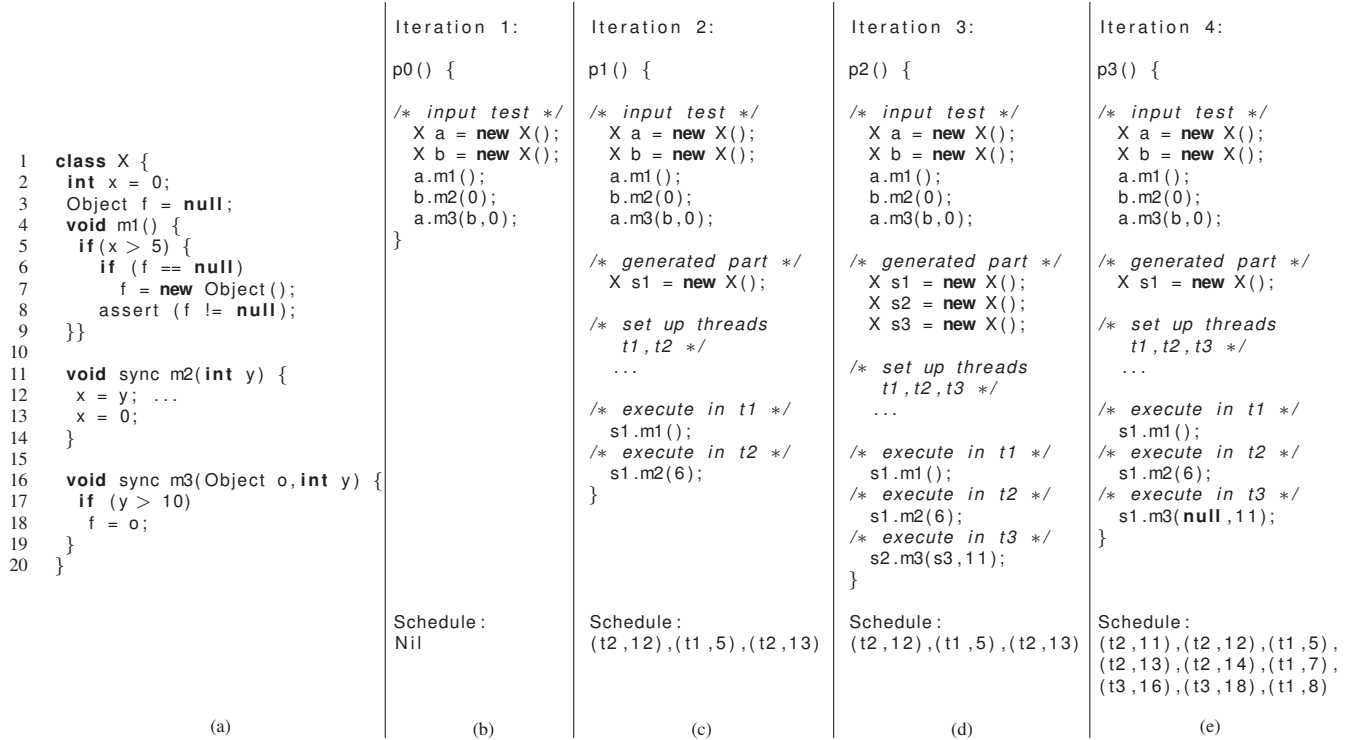 1 class X {
2 int x = 0;
3 Object f = null;
4 void m1() {
5 if(x > 5) {
6 if (f == null)
7 f = new Object();
8 assert (f != null);
9 }}
10
11 void sync m2(int y) {
12 x = y; ...
13 x = 0;
14 }
15
16 void sync m3(Object o, int y) {
17 if (y > 10)
18 f = o;
19 }
20 }
(a)
Iteration 1:
p0() {
/* input test */
X a = new X();
X b = new X();
a.m1();
b.m2(0);
a.m3(b,0);
}
Schedule:
Nil
(b)
Iteration 2:
p1() {
/* input test */
X a = new X();
X b = new X();
a.m1();
b.m2(0);
a.m3(b,0);
/* generated part */
X s1 = new X();
/* set up threads
t1,t2 */
...
/* execute in t1 */
s1.m1();
/* execute in t2 */
s1.m2(6);
}
Schedule:
(t2,12),(t1,5),(t2,13)
(c)
Iteration 3:
p2() {
/* input test */
X a = new X();
X b = new X();
a.m1();
b.m2(0);
a.m3(b,0);
/* generated part */
X s1 = new X();
X s2 = new X();
X s3 = new X();
/* set up threads
t1,t2,t3 */
...
/* execute in t1 */
s1.m1();
/* execute in t2 */
s1.m2(6);
/* execute in t3 */
s2.m3(s3,11);
}
Schedule:
(t2,12),(t1,5),(t2,13)
(d)
Iteration 4:
p3() {
/* input test */
X a = new X();
X b = new X();
a.m1();
b.m2(0);
a.m3(b,0);
/* generated part */
X s1 = new X();
/* set up threads
t1,t2,t3 */
...
/* execute in t1 */
s1.m1();
/* execute in t2 */
s1.m2(6);
/* execute in t3 */
s1.m3(null,11);
}
Schedule:
(t2,11),(t2,12),(t1,5),
(t2,13),(t2,14),(t1,7),
(t3,16),(t3,18),(t1,8)
(e)